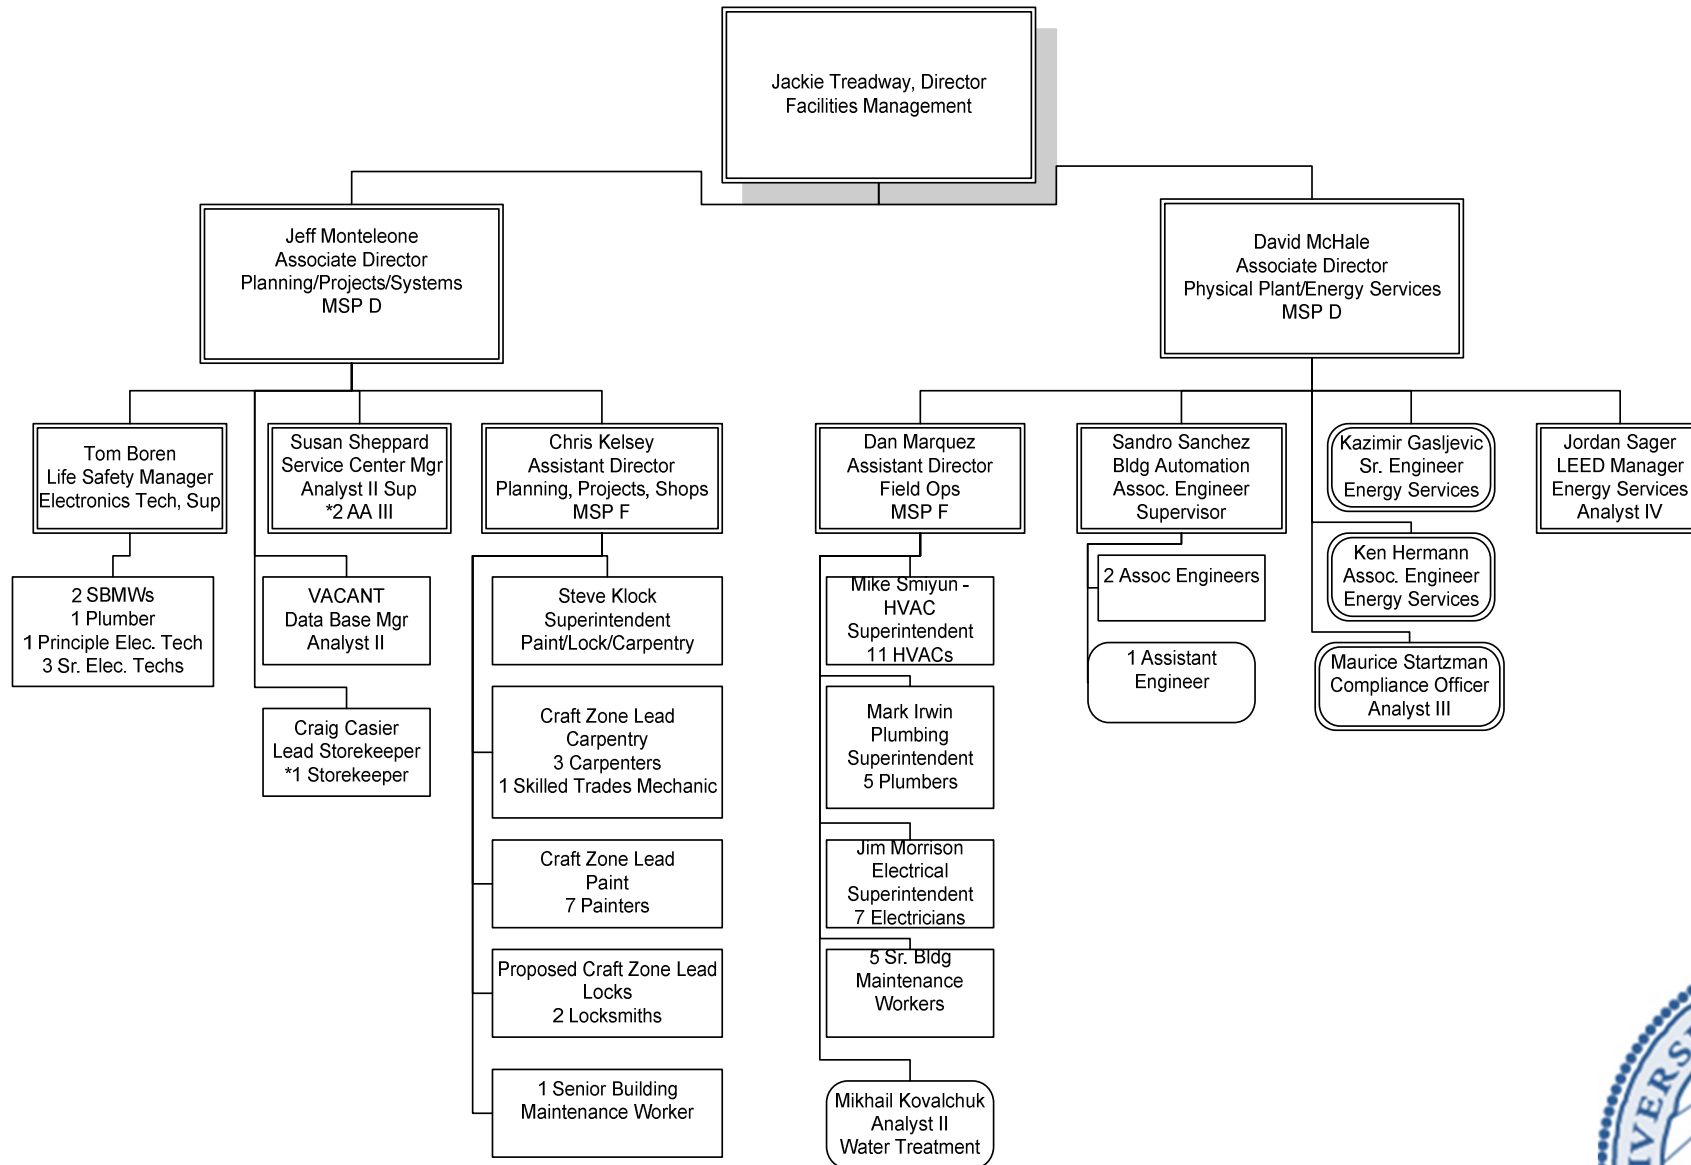 Jackie Treadway, Director
Facilities Management
Jeff Monteleone
Associate Director
Planning/Projects/Systems
MSP D
David McHale
Associate Director
Physical Plant/Energy Services
MSP D
Tom Boren
Life Safety Manager
Electronics Tech, Sup
Susan Sheppard
Service Center Mgr
Analyst II Sup
*2 AA III
Chris Kelsey
Assistant Director
Planning, Projects, Shops
MSP F
Dan Marquez
Assistant Director
Field Ops
MSP F
Sandro Sanchez
Bldg Automation
Assoc. Engineer
Supervisor
Kazimir Gasljevic
Sr. Engineer
Energy Services
Jordan Sager
LEED Manager
Energy Services
Analyst IV
Ken Hermann
Assoc. Engineer
Energy Services
Maurice Startzman
Compliance Officer
Analyst III
2 SBMWs
1 Plumber
1 Principle Elec. Tech
3 Sr. Elec. Techs
VACANT
Data Base Mgr
Analyst II
Craig Casier
Lead Storekeeper
*1 Storekeeper
Steve Klock
Superintendent
Paint/Lock/Carpentry
Craft Zone Lead
Carpentry
3 Carpenters
1 Skilled Trades Mechanic
Craft Zone Lead
Paint
7 Painters
Proposed Craft Zone Lead
Locks
2 Locksmiths
1 Senior Building
Maintenance Worker
Mike Smiyun -
HVAC
Superintendent
11 HVACs
Mark Irwin
Plumbing
Superintendent
5 Plumbers
Jim Morrison
Electrical
Superintendent
7 Electricians
5 Sr. Bldg
Maintenance
Workers
Mikhail Kovalchuk
Analyst II
Water Treatment
2 Assoc Engineers
1 Assistant
Engineer